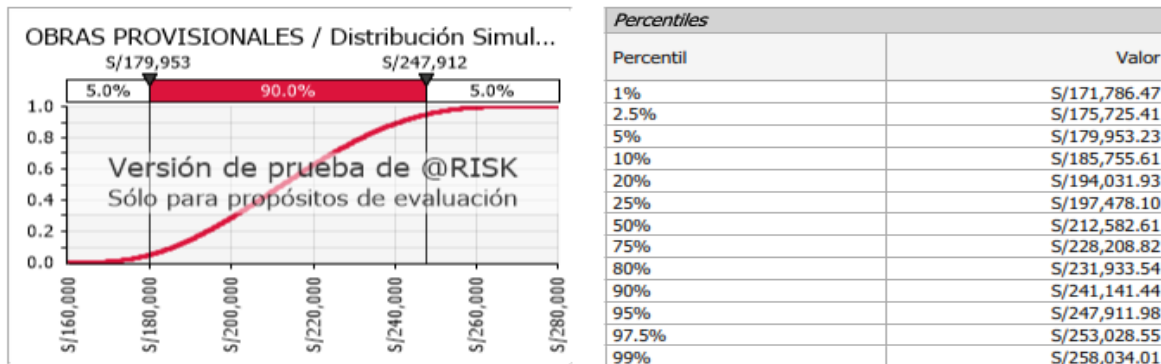 OBRAS PROVISIONALES / Distribución Simul...
S/179,953 S/247,912
5.0% 90.0% 5.0%
1.0
0.8
0.6
0.4
0.2
0.0
Versión de prueba de @RISK
Sólo para propósitos de evaluación
S/160,000
S/180,000
S/200,000
S/220,000
S/240,000
S/260,000
S/280,000
Percentiles
Percentil Valor
1% S/171,786.47
2.5% S/175,725.41
5% S/179,953.23
10% S/185,755.61
20% S/194,031.93
25% S/197,478.10
50% S/212,582.61
75% S/228,208.82
80% S/231,933.54
90% S/241,141.44
95% S/247,911.98
97.5% S/253,028.55
99% S/258,034.01